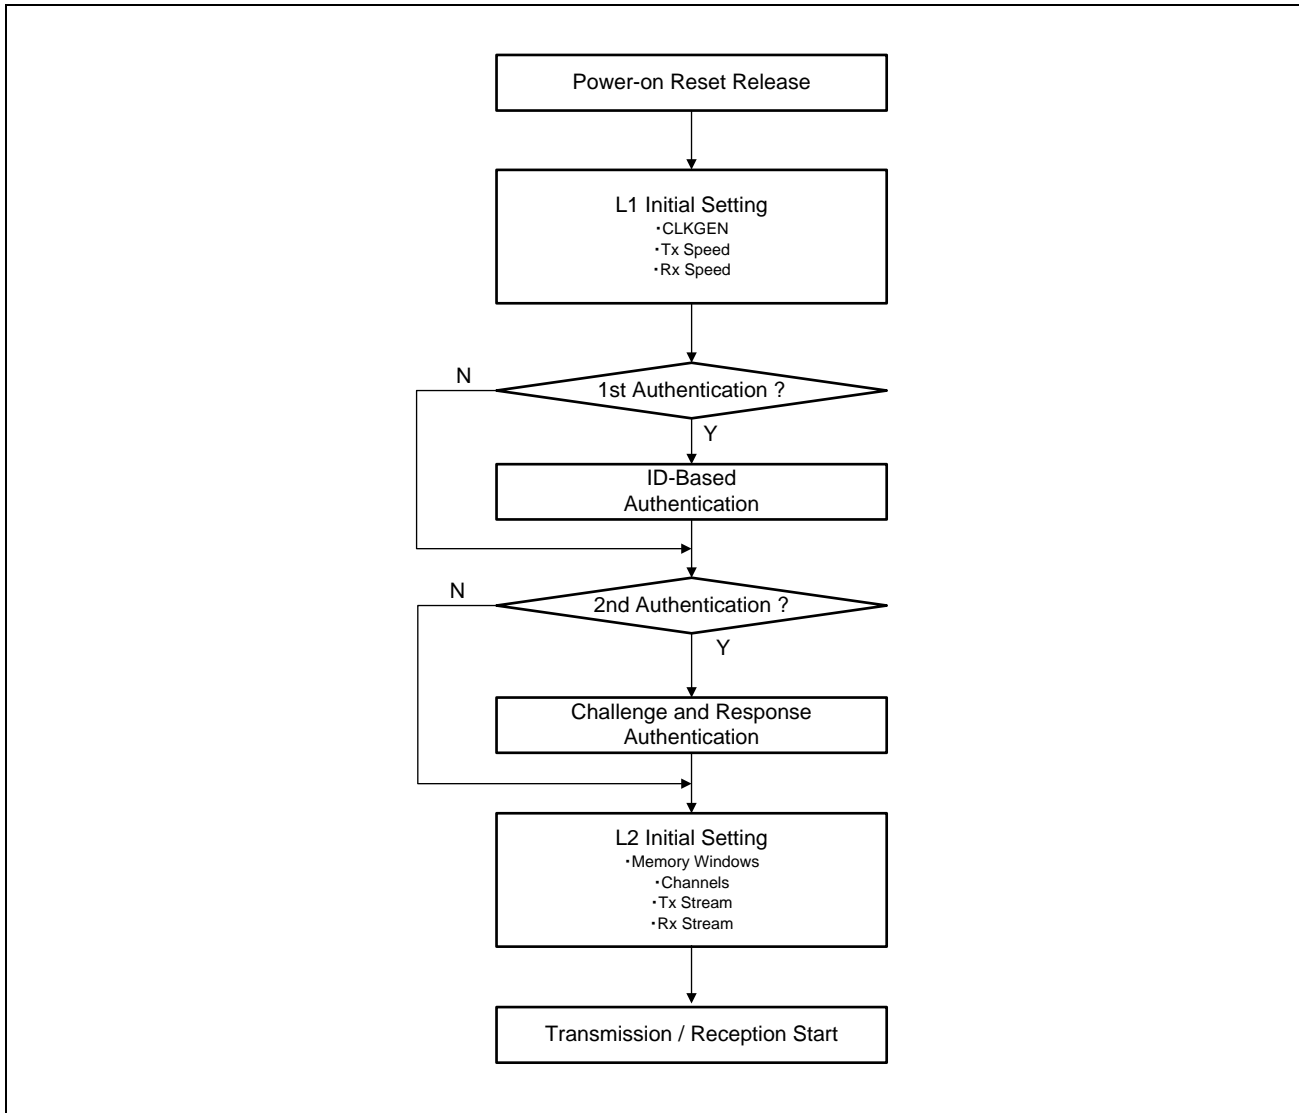 Power-on Reset Release
L1 Initial Setting
・CLKGEN
・Tx Speed
・Rx Speed
N
1st Authentication ?
Y
ID-Based
Authentication
N
2nd Authentication ?
Y
Challenge and Response
Authentication
L2 Initial Setting
・Memory Windows
・Channels
・Tx Stream
・Rx Stream
Transmission / Reception Start